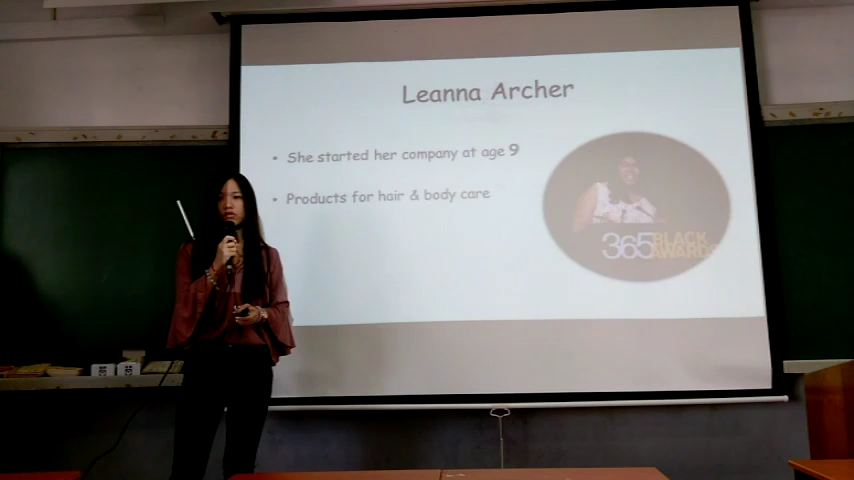 Leanna Archer
• She started her company at age 9
• Products for hair & body care
365 BLACK
AWARDS